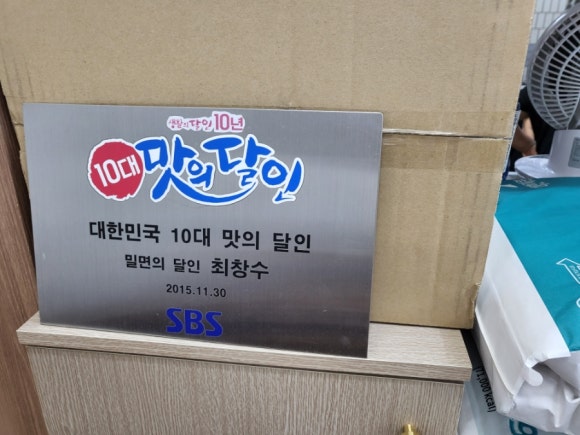 생활의 달인 10년
10대 맛의 달인
대한민국 10대 맛의 달인
밀면의 달인 최창수
2015.11.30
SBS